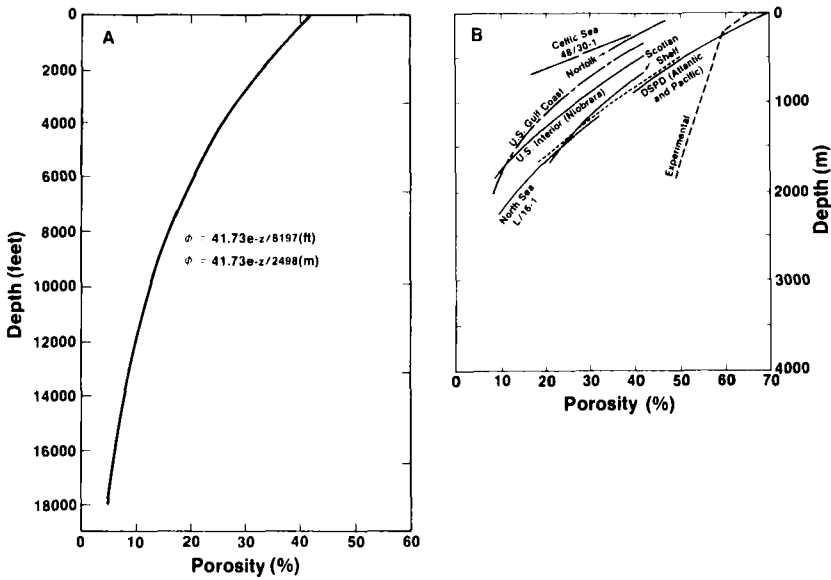 A
0
2000
4000
6000
8000
10000
12000
14000
16000
18000
Depth (feet)
ϕ = 41.73e-z/8197(ft)
ϕ = 41.73e-z/2498(m)
0
10
20
30
40
50
60
Porosity (%)
B
Celtic Sea
48/30-1
Norfolk
U.S. Gulf Coast
U.S. Interior (Niobrara)
Scotian
Shelf
DSPD (Atlantic
and Pacific)
Experimental
North Sea
L/16-1
0
1000
2000
3000
4000
Depth (m)
0
10
20
30
40
50
60
70
Porosity (%)